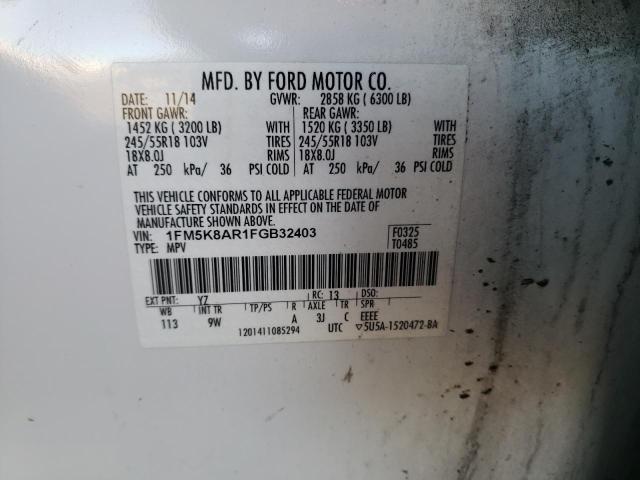 MFD. BY FORD MOTOR CO.
DATE: 11/14 GVWR: 2858 KG ( 6300 LB)
FRONT GAWR: REAR GAWR:
1452 KG ( 3200 LB) WITH 1520 KG ( 3350 LB) WITH
245/55R18 103V TIRES 245/55R18 103V TIRES
18X8.0J RIMS 18X8.0J RIMS
AT 250 kPa/ 36 PSI COLD AT 250 kPa/ 36 PSI COLD
THIS VEHICLE CONFORMS TO ALL APPLICABLE FEDERAL MOTOR
VEHICLE SAFETY STANDARDS IN EFFECT ON THE DATE OF
MANUFACTURE SHOWN ABOVE.
VIN: 1FM5K8AR1FGB32403 F0325
TYPE: MPV T0485
EXT PNT: YZ RC: 13 DSO:
WB INT TR TP/PS R AXLE TR SPR
113 9W A 3J C EEEE
1201411085294 UTC ▽5U5A-1520472-BA